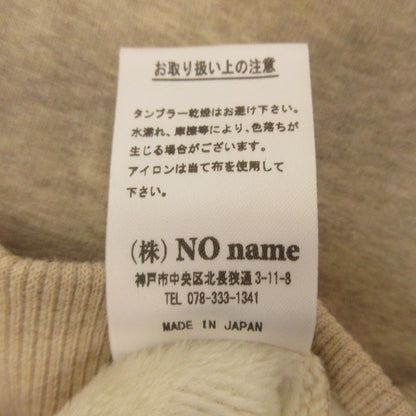 お取り扱い上の注意
タンブラー乾燥はお避け下さい。
水濡れ、摩擦等により、色落ちが
生じる場合がございます。
アイロンは当て布を使用して
下さい。
(株) NO name
神戸市中央区北長狭通3-11-8
TEL 078-333-1341
MADE IN JAPAN